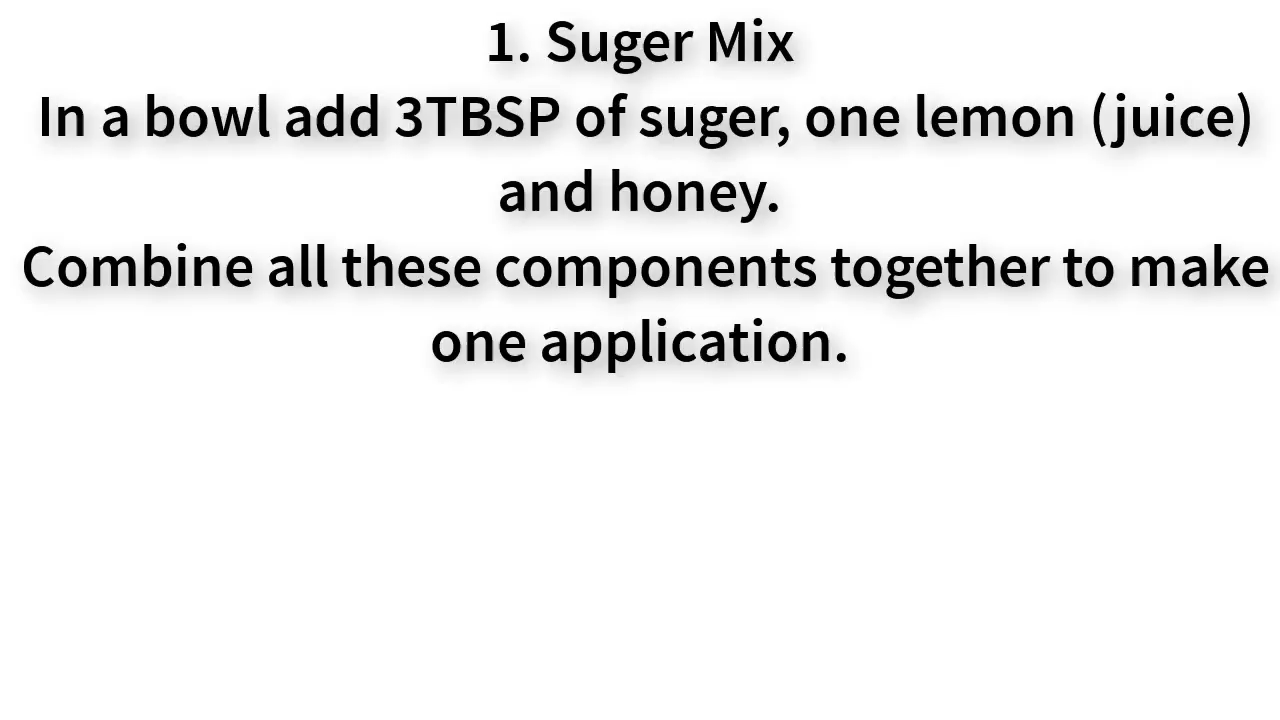 1. Suger Mix
In a bowl add 3TBSP of suger, one lemon (juice)
and honey.
Combine all these components together to make
one application.